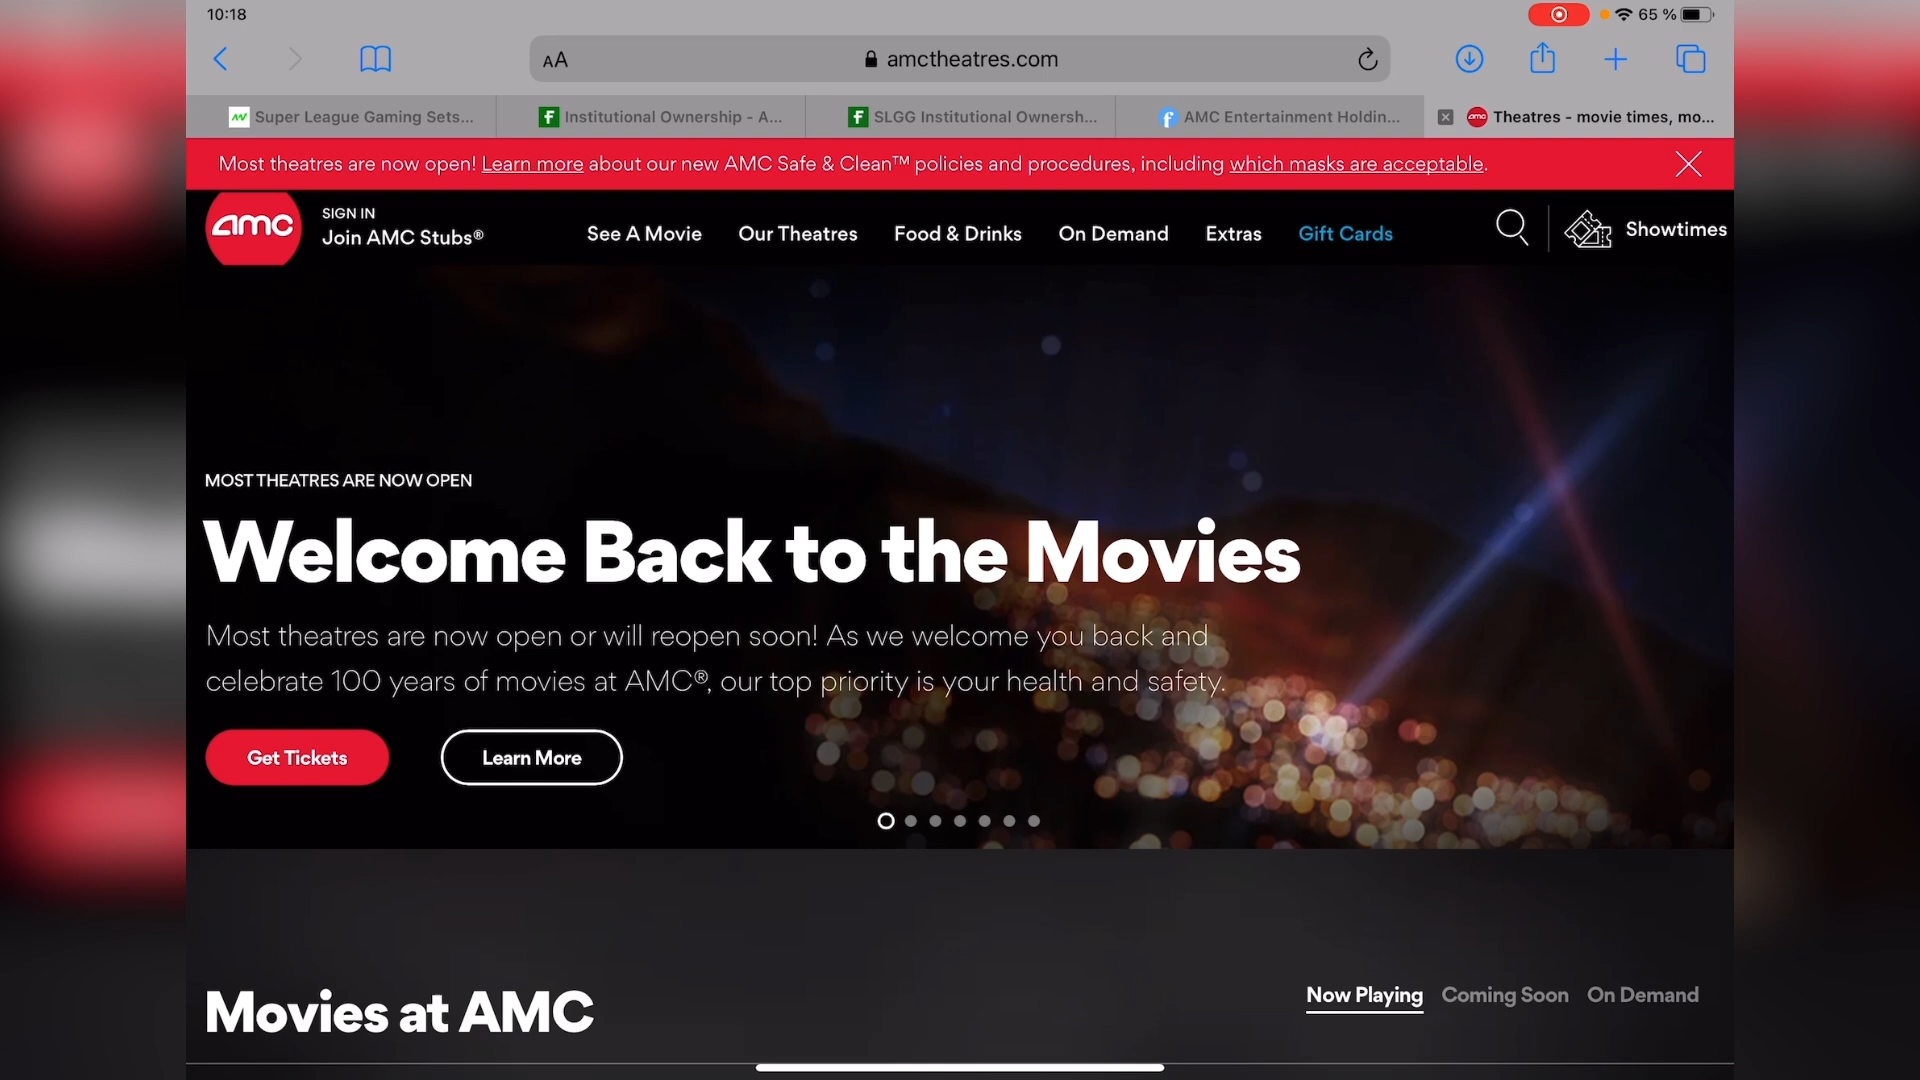 10:18
65 %
AA
amctheatres.com
Super League Gaming Sets...
Institutional Ownership - A...
SLGG Institutional Ownersh...
AMC Entertainment Holdin...
Theatres - movie times, mo...
Most theatres are now open! Learn more about our new AMC Safe & Clean™ policies and procedures, including which masks are acceptable.
amc
SIGN IN
Join AMC Stubs®
See A Movie
Our Theatres
Food & Drinks
On Demand
Extras
Gift Cards
Showtimes
MOST THEATRES ARE NOW OPEN
Welcome Back to the Movies
Most theatres are now open or will reopen soon! As we welcome you back and
celebrate 100 years of movies at AMC®, our top priority is your health and safety.
Get Tickets
Learn More
Movies at AMC
Now Playing
Coming Soon
On Demand